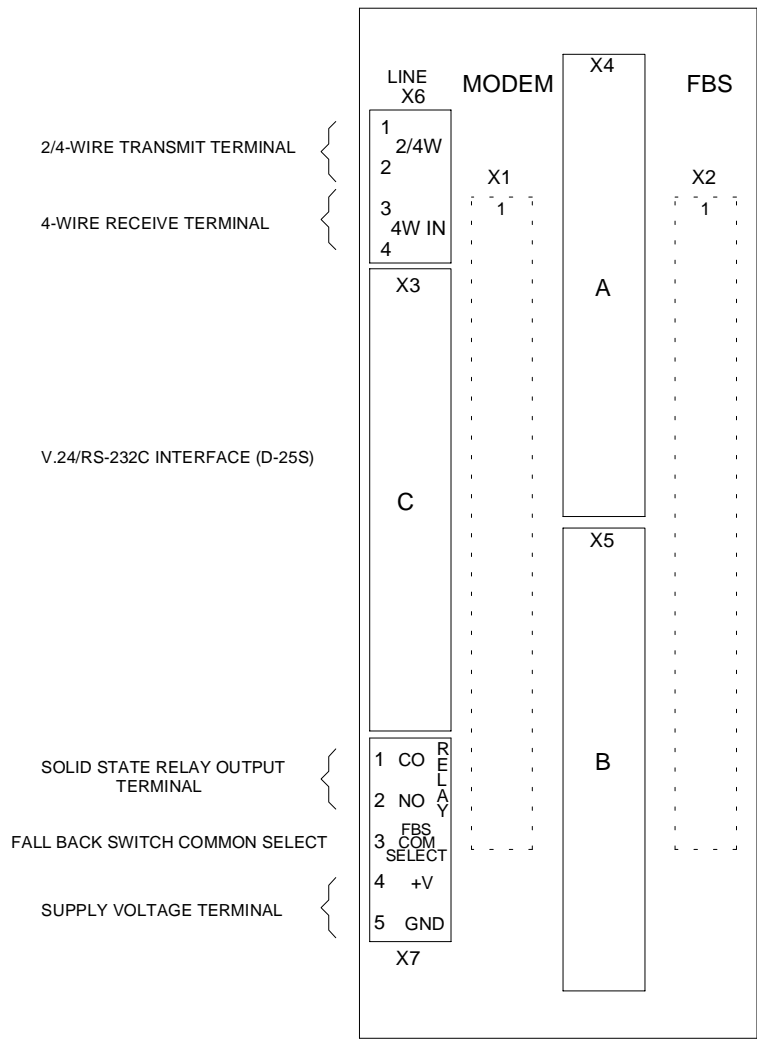 LINE
X6
MODEM
X4
FBS
2/4-WIRE TRANSMIT TERMINAL
1
2/4W
2
4-WIRE RECEIVE TERMINAL
3
4W IN
4
X1
1
X2
1
A
X3
V.24/RS-232C INTERFACE (D-25S)
C
X5
B
SOLID STATE RELAY OUTPUT
TERMINAL
1 CO
2 NO
RELAY
FALL BACK SWITCH COMMON SELECT
3
FBS
COM
SELECT
SUPPLY VOLTAGE TERMINAL
4 +V
5 GND
X7